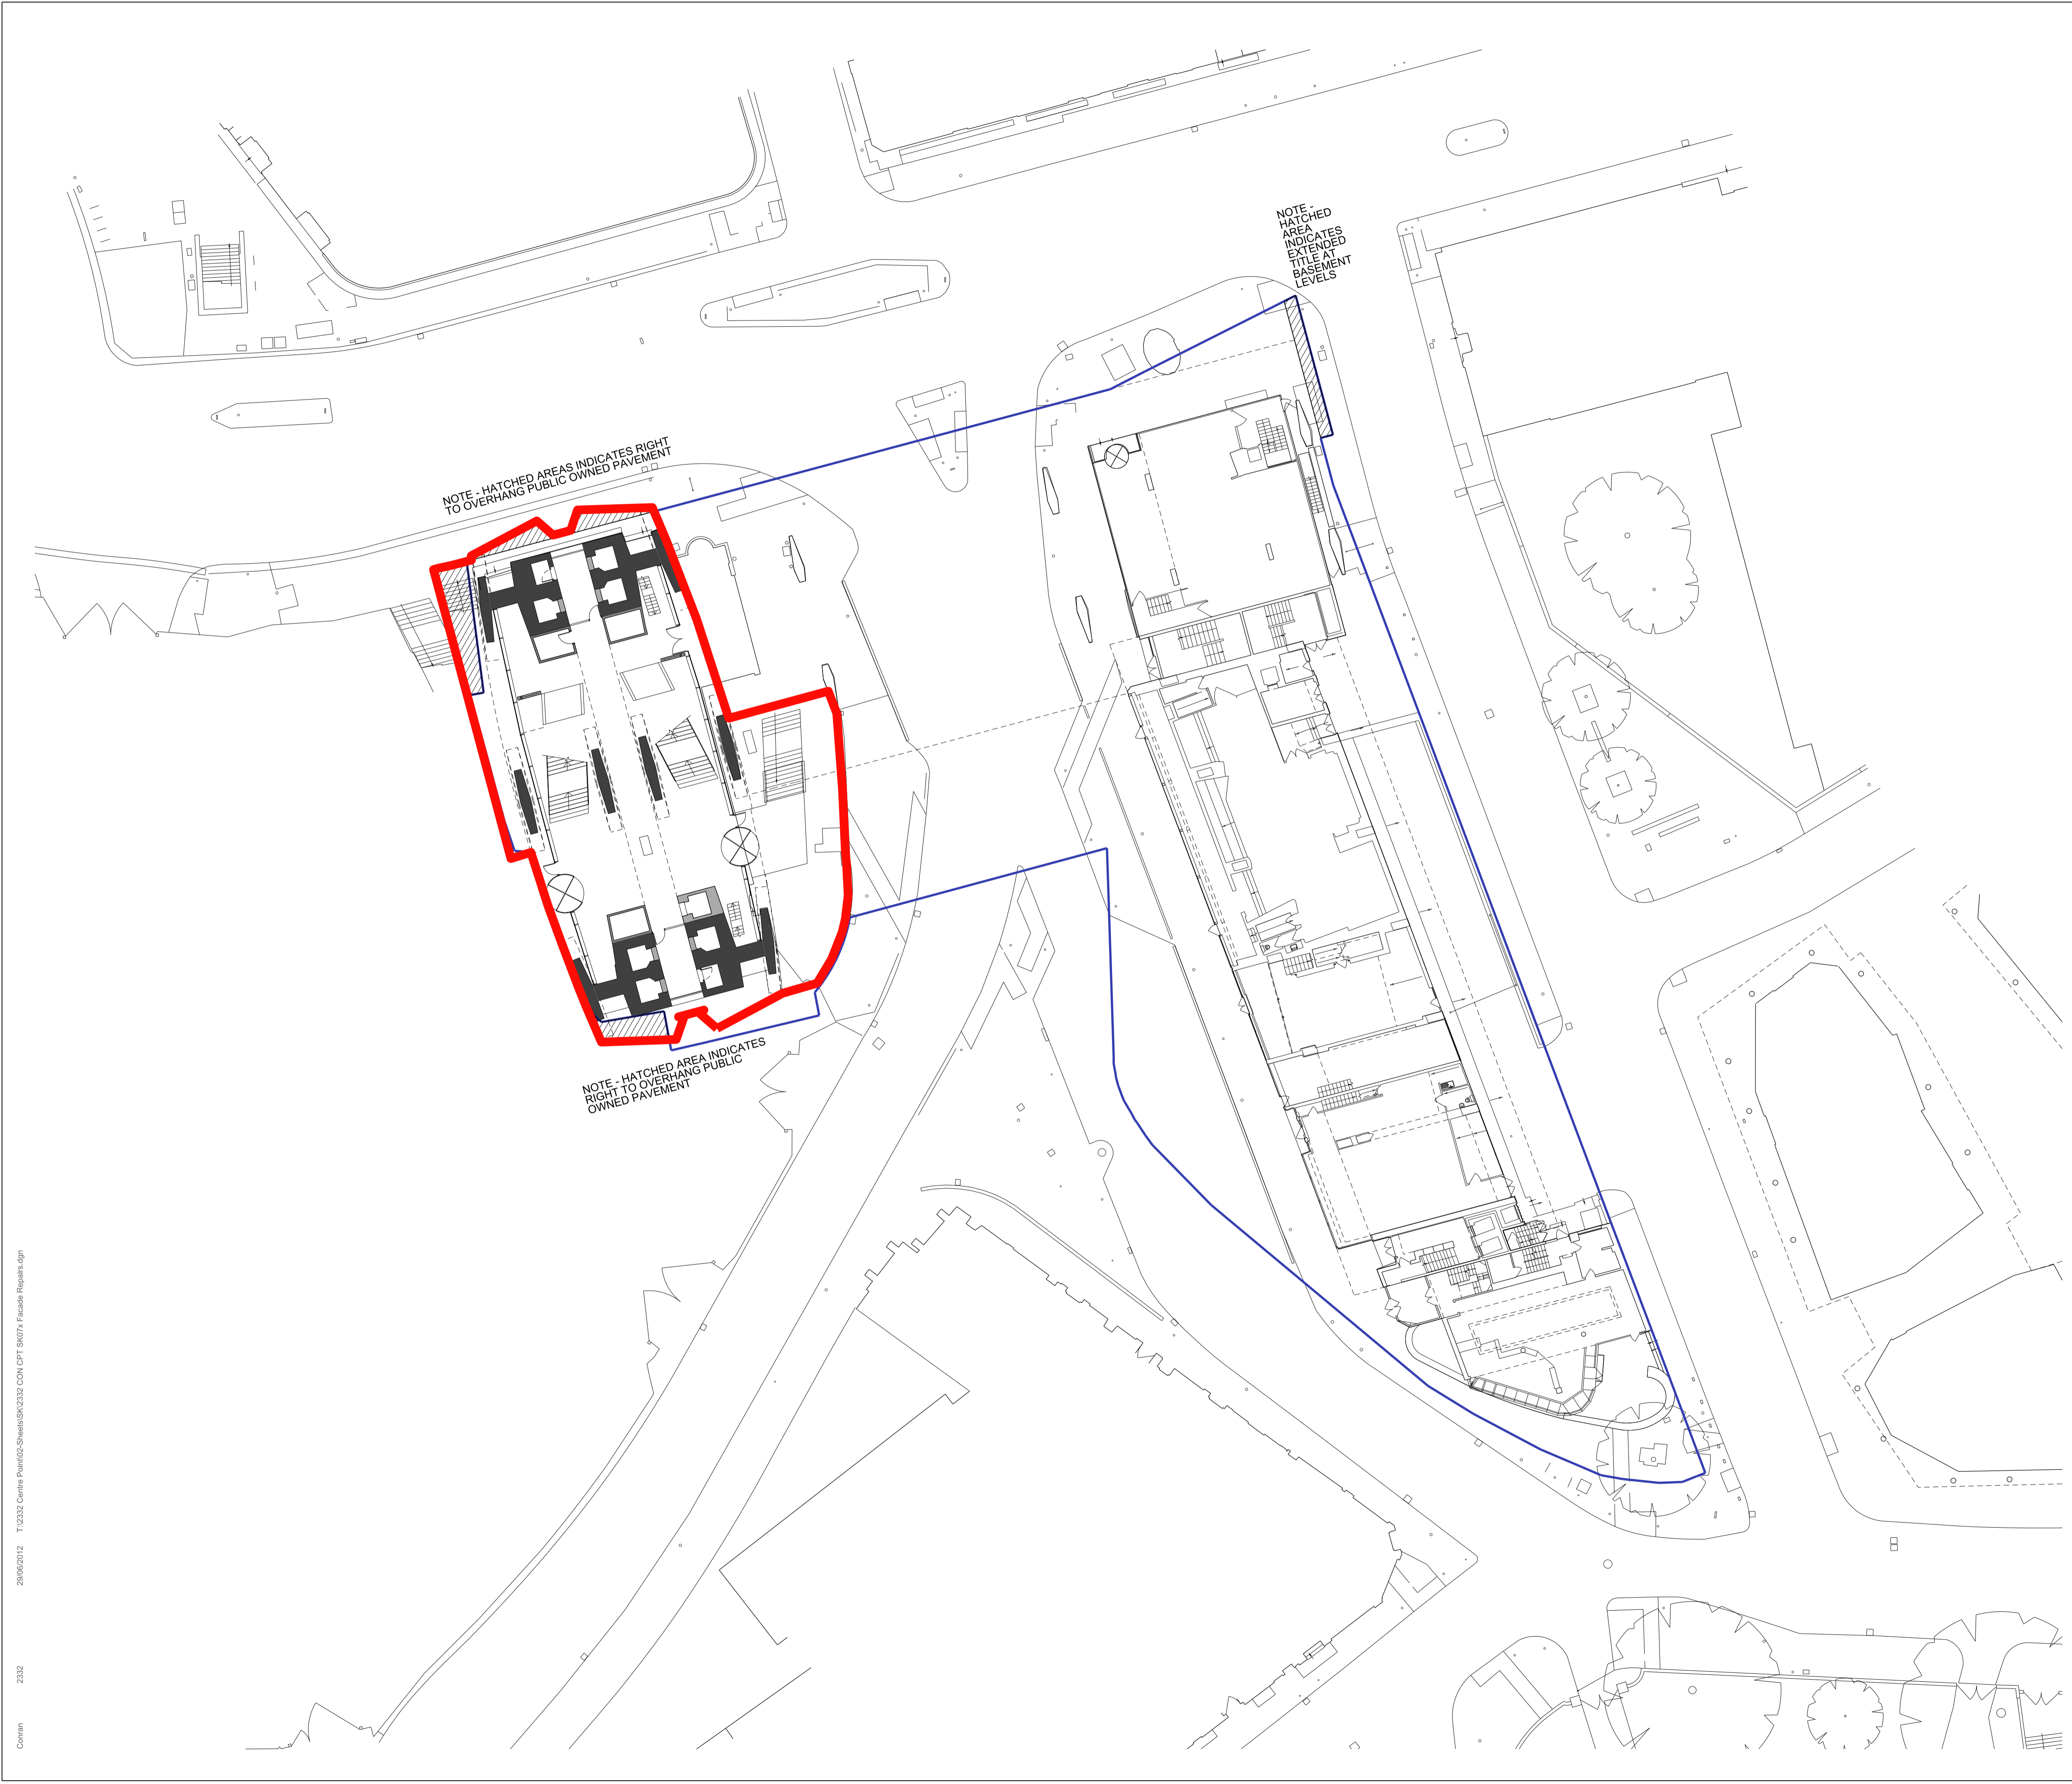 NOTE -
HATCHED
AREA
INDICATES
EXTENDED
TITLE AT
BASEMENT
LEVELS
NOTE - HATCHED AREAS INDICATES RIGHT
TO OVERHANG PUBLIC OWNED PAVEMENT
NOTE - HATCHED AREA INDICATES
RIGHT TO OVERHANG PUBLIC
OWNED PAVEMENT
Conran 2332 29/06/2012 T:\2332 Centre Point\02-Sheets\SK\2332 CON CPT SK07x Facade Repairs.dgn